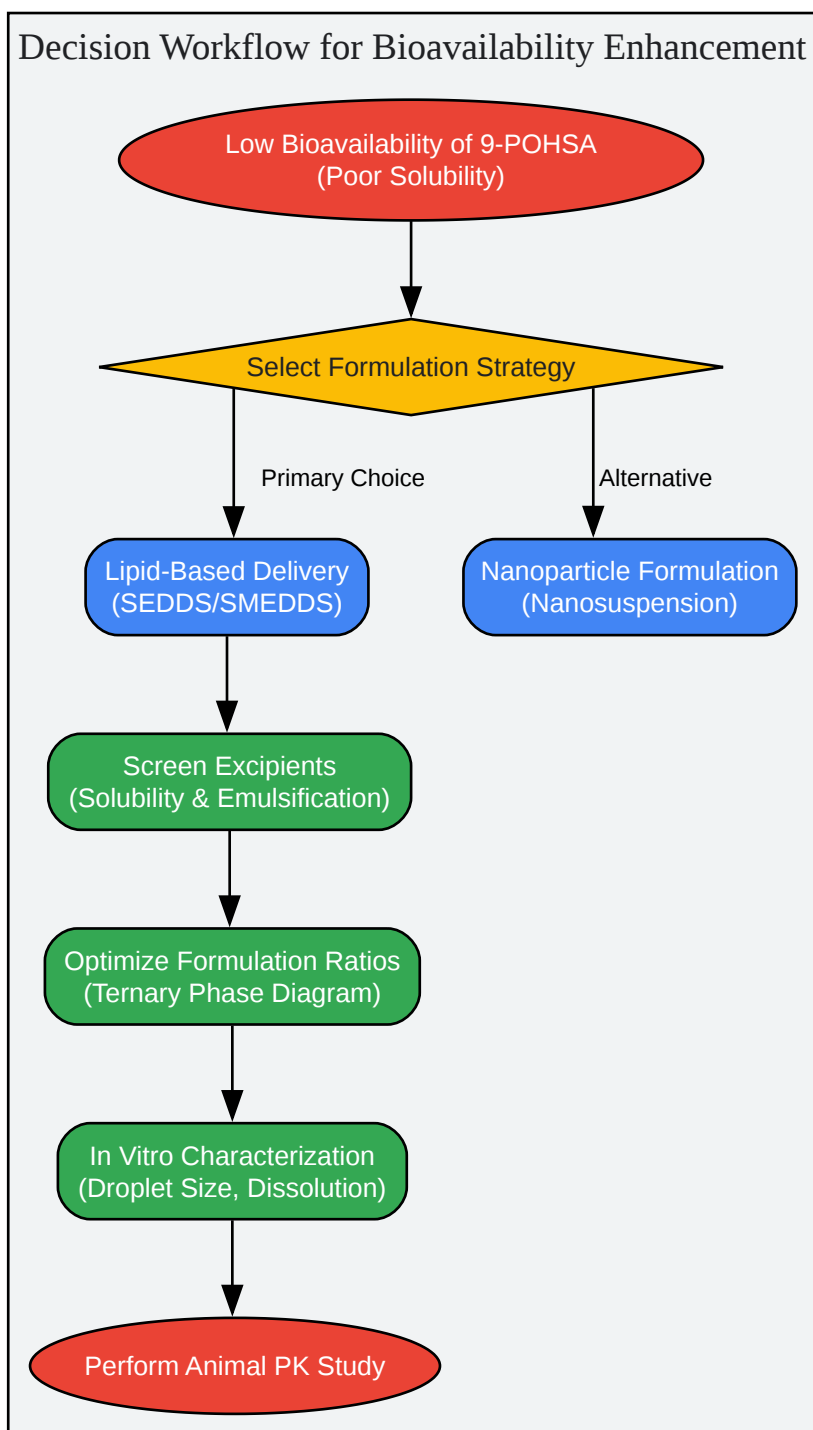 Decision Workflow for Bioavailability Enhancement
Low Bioavailability of 9-POHSA
(Poor Solubility)
Select Formulation Strategy
Primary Choice
Alternative
Lipid-Based Delivery
(SEDDS/SMEDDS)
Nanoparticle Formulation
(Nanosuspension)
Screen Excipients
(Solubility & Emulsification)
Optimize Formulation Ratios
(Ternary Phase Diagram)
In Vitro Characterization
(Droplet Size, Dissolution)
Perform Animal PK Study